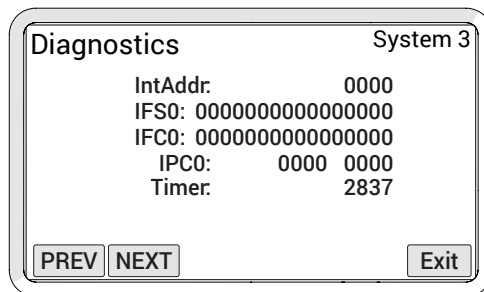 Diagnostics System 3
IntAddr: 0000
IFS0: 0000000000000000
IFC0: 0000000000000000
IPC0: 0000 0000
Timer: 2837
PREV NEXT Exit